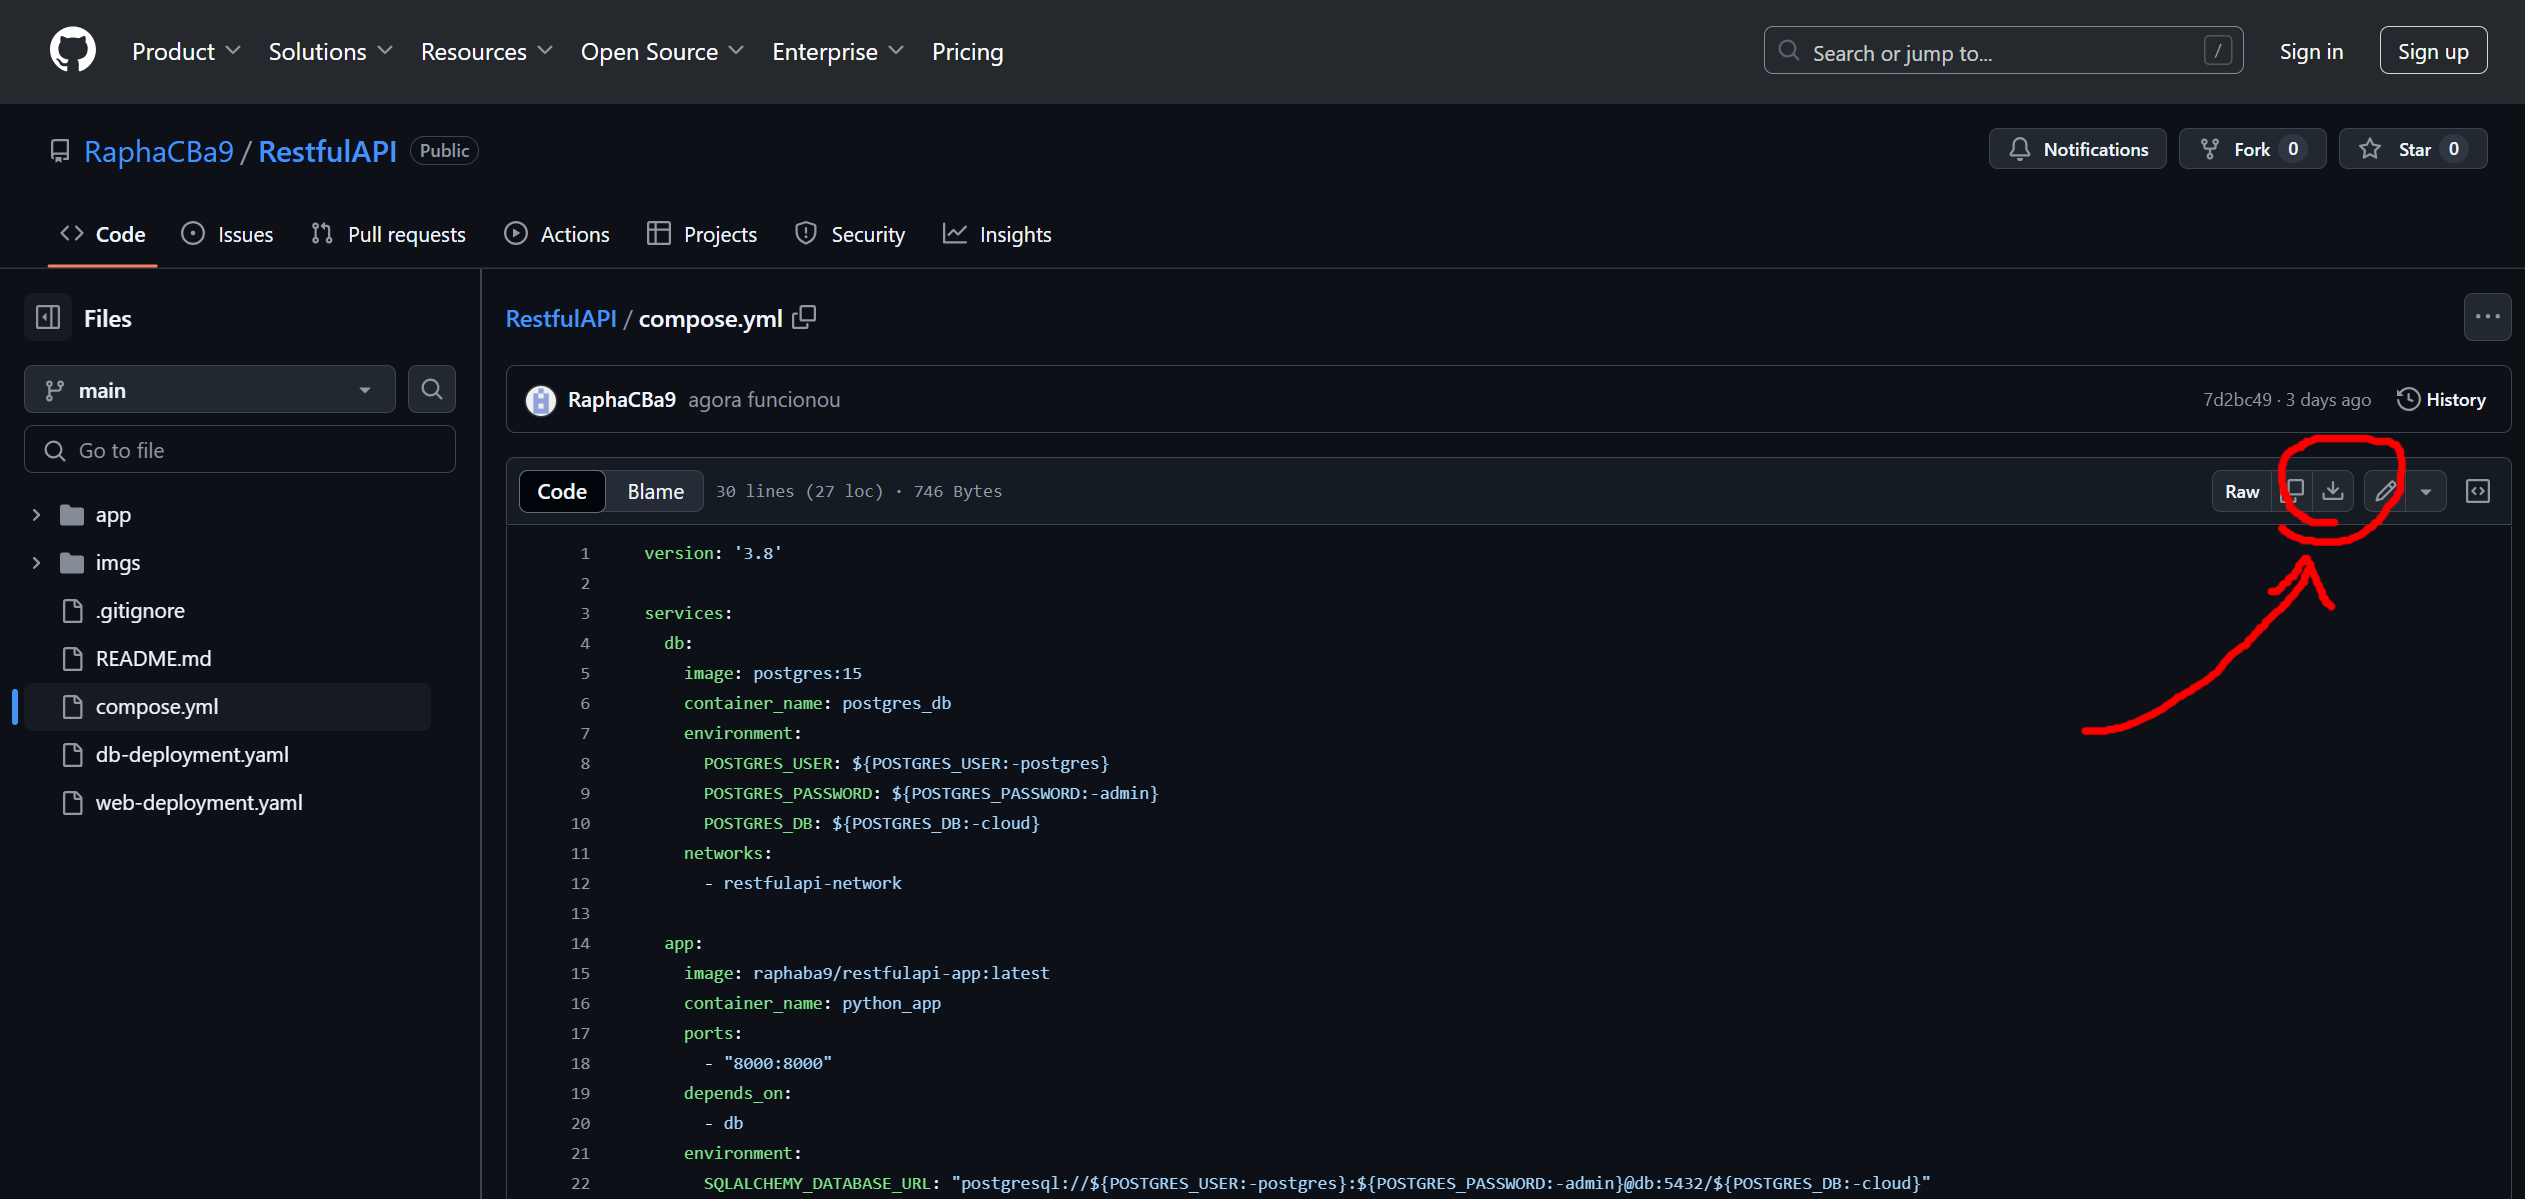 Product Solutions Resources Open Source Enterprise Pricing Search or jump to... / Sign in Sign up
RaphaCBa9 / RestfulAPI Public Notifications Fork 0 Star 0
Code Issues Pull requests Actions Projects Security Insights
Files
main
Go to file
app
imgs
.gitignore
README.md
compose.yml
db-deployment.yaml
web-deployment.yaml
RestfulAPI / compose.yml
RaphaCBa9 agora funcionou 7d2bc49 · 3 days ago History
Code Blame 30 lines (27 loc) · 746 Bytes Raw
1 version: '3.8'
2
3 services:
4 db:
5 image: postgres:15
6 container_name: postgres_db
7 environment:
8 POSTGRES_USER: ${POSTGRES_USER:-postgres}
9 POSTGRES_PASSWORD: ${POSTGRES_PASSWORD:-admin}
10 POSTGRES_DB: ${POSTGRES_DB:-cloud}
11 networks:
12 - restfulapi-network
13
14 app:
15 image: raphaba9/restfulapi-app:latest
16 container_name: python_app
17 ports:
18 - "8000:8000"
19 depends_on:
20 - db
21 environment:
22 SQLALCHEMY_DATABASE_URL: "postgresql://${POSTGRES_USER:-postgres}:${POSTGRES_PASSWORD:-admin}@db:5432/${POSTGRES_DB:-cloud}"